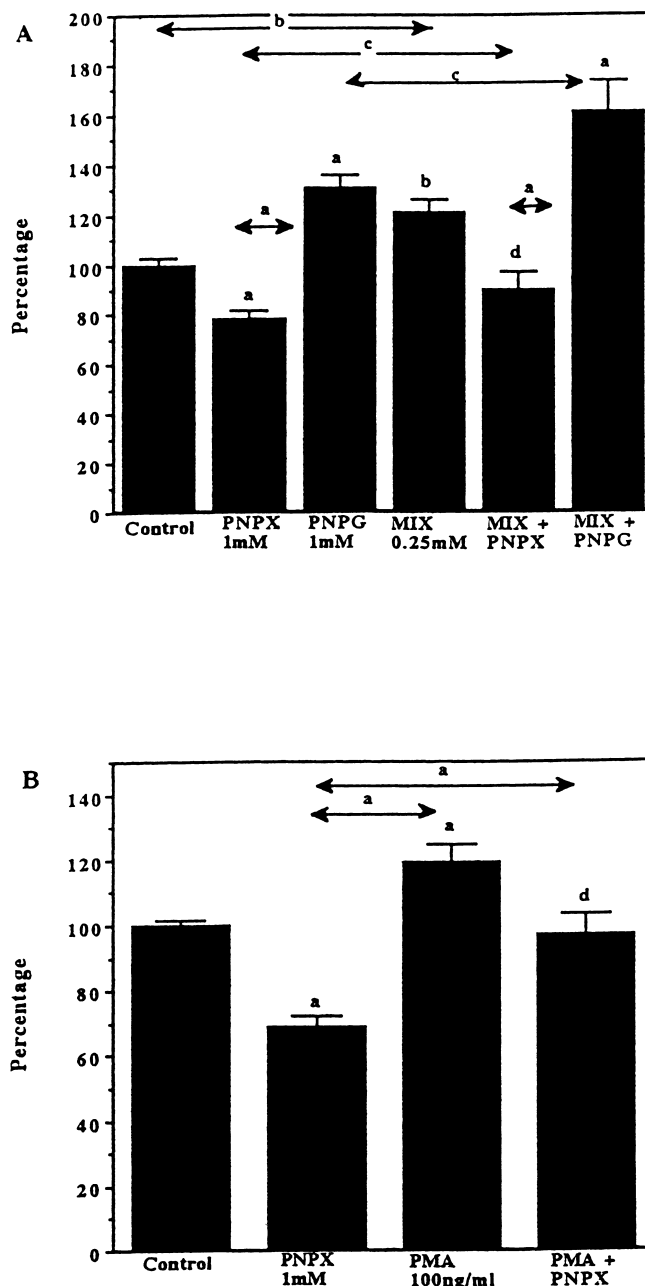 A
200
180
160
140
120
100
80
60
40
20
0
Percentage
b
c
c
a
a
a
b
a
d
a
Control
PNPX
1mM
PNPG
1mM
MIX
0.25mM
MIX +
PNPX
MIX +
PNPG
B
140
120
100
80
60
40
20
0
Percentage
a
a
a
a
d
Control
PNPX
1mM
PMA
100ng/ml
PMA +
PNPX